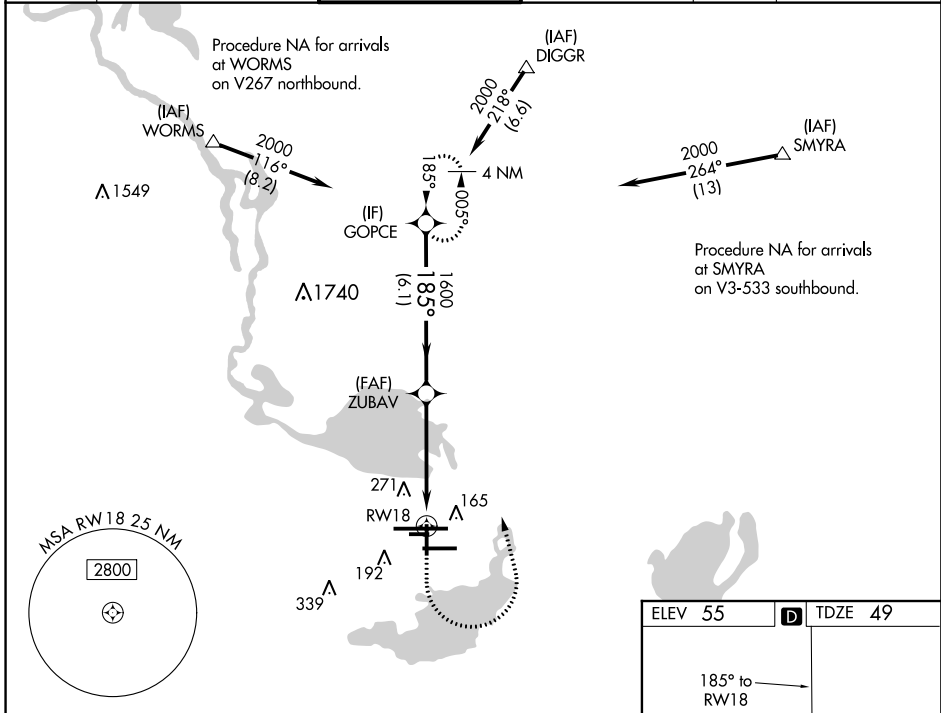 Procedure NA for arrivals
at WORMS
on V267 northbound.
(IAF)
DIGGR
2000
218°
(6.6)
(IAF)
WORMS
2000
116°
(8.2)
(IAF)
SMYRA
2000
264°
(13)
185°
4 NM
005°
1549
(IF)
GOPCE
Procedure NA for arrivals
at SMYRA
on V3-533 southbound.
1740
1600
185°
(6.1)
(FAF)
ZUBAV
271
165
RW18
192
339
MSA RW18 25 NM
2800
ELEV 55 D TDZE 49
185° to
RW18